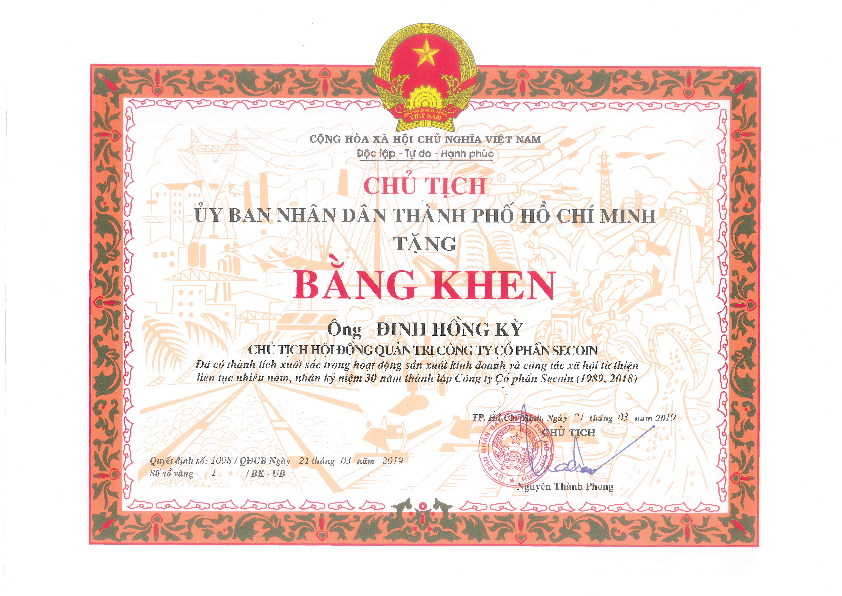 CỘNG HÒA XÃ HỘI CHỦ NGHĨA VIỆT NAM
Độc lập - Tự do - Hạnh phúc
CHỦ TỊCH
ỦY BAN NHÂN DÂN THÀNH PHỐ HỒ CHÍ MINH
TẶNG
BẰNG KHEN
Ông ĐINH HỒNG KỲ
CHỦ TỊCH HỘI ĐỒNG QUẢN TRỊ CÔNG TY CỔ PHẦN SECOIN
Đã có thành tích xuất sắc trong hoạt động sản xuất kinh doanh và công tác xã hội từ thiện
liên tục nhiều năm, nhân kỷ niệm 30 năm thành lập Công ty Cổ phần Secoin (1989, 2018)
TP. Hồ Chí Minh, Ngày 21 tháng 03 năm 2019
CHỦ TỊCH
Quyết định số: 1098 / QĐUB Ngày 21 tháng 03 năm 2019
Số sổ vàng 1 / BK - UB
Nguyễn Thành Phong